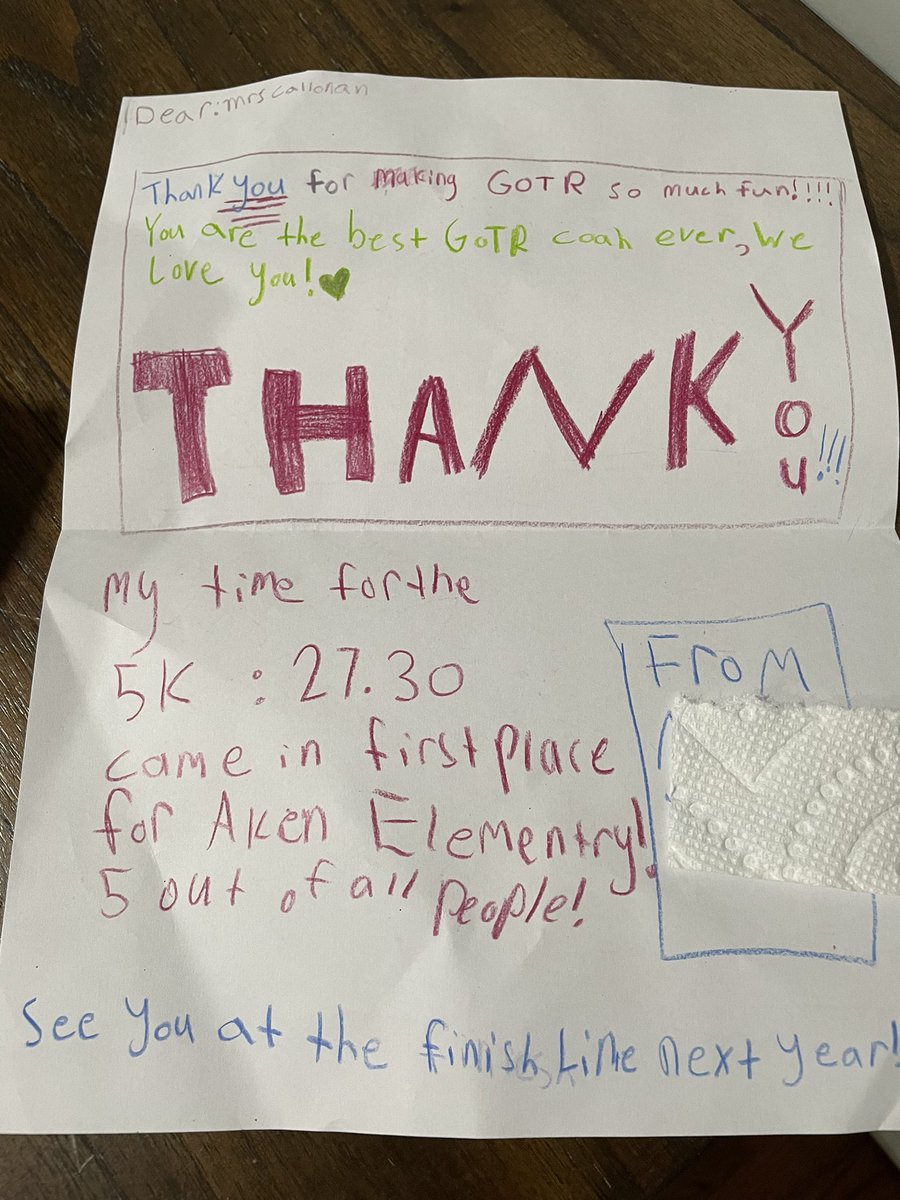 Dear: mrs callonan
Thank you for making GOTR so much fun!!!!
You are the best GoTR coah ever, We
Love you!
THANK
You!!!
my time for the
5K : 27.30
came in first place
for Aken Elementry!
5 out of all people!
From
See you at the finish Line next year!